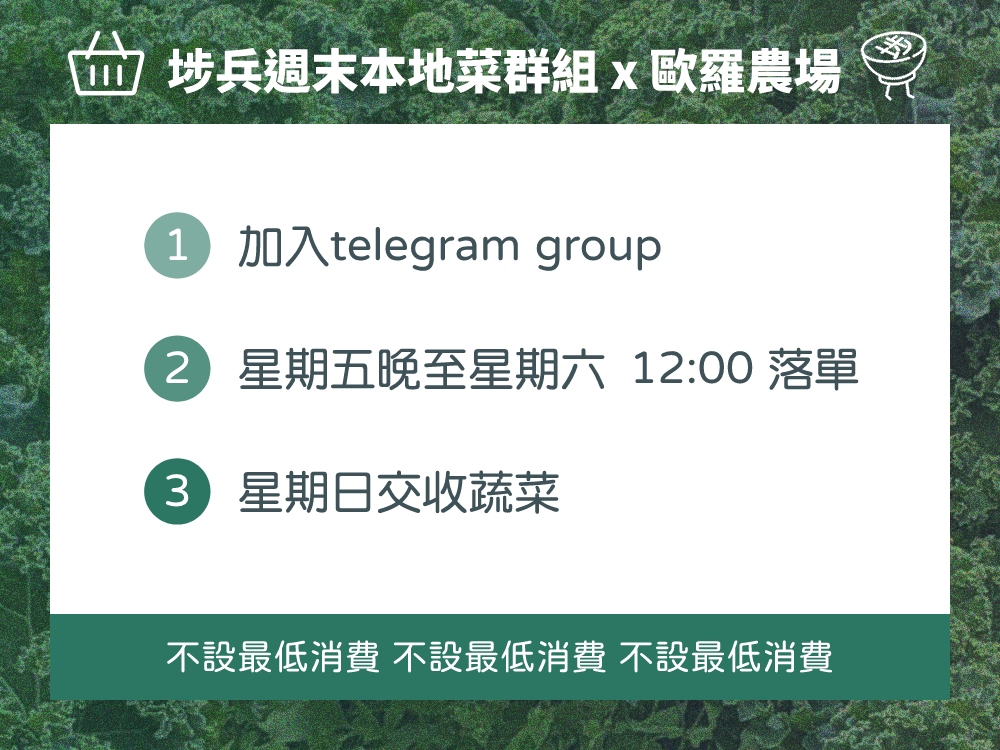 埗兵週末本地菜群組 x 歐羅農場
埗
1 加入telegram group
2 星期五晚至星期六 12:00 落單
3 星期日交收蔬菜
不設最低消費 不設最低消費 不設最低消費